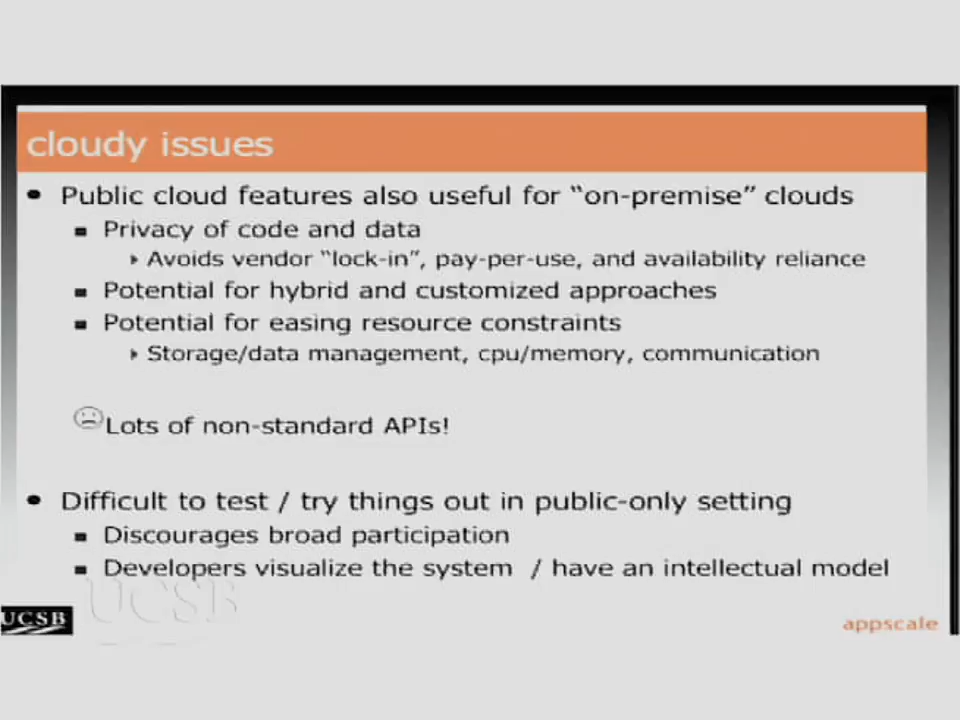 cloudy issues
• Public cloud features also useful for “on-premise” clouds
▪ Privacy of code and data
▸ Avoids vendor “lock-in”, pay-per-use, and availability reliance
▪ Potential for hybrid and customized approaches
▪ Potential for easing resource constraints
▸ Storage/data management, cpu/memory, communication
☹ Lots of non-standard APIs!
• Difficult to test / try things out in public-only setting
▪ Discourages broad participation
▪ Developers visualize the system / have an intellectual model
UCSB
UCSB
appscale